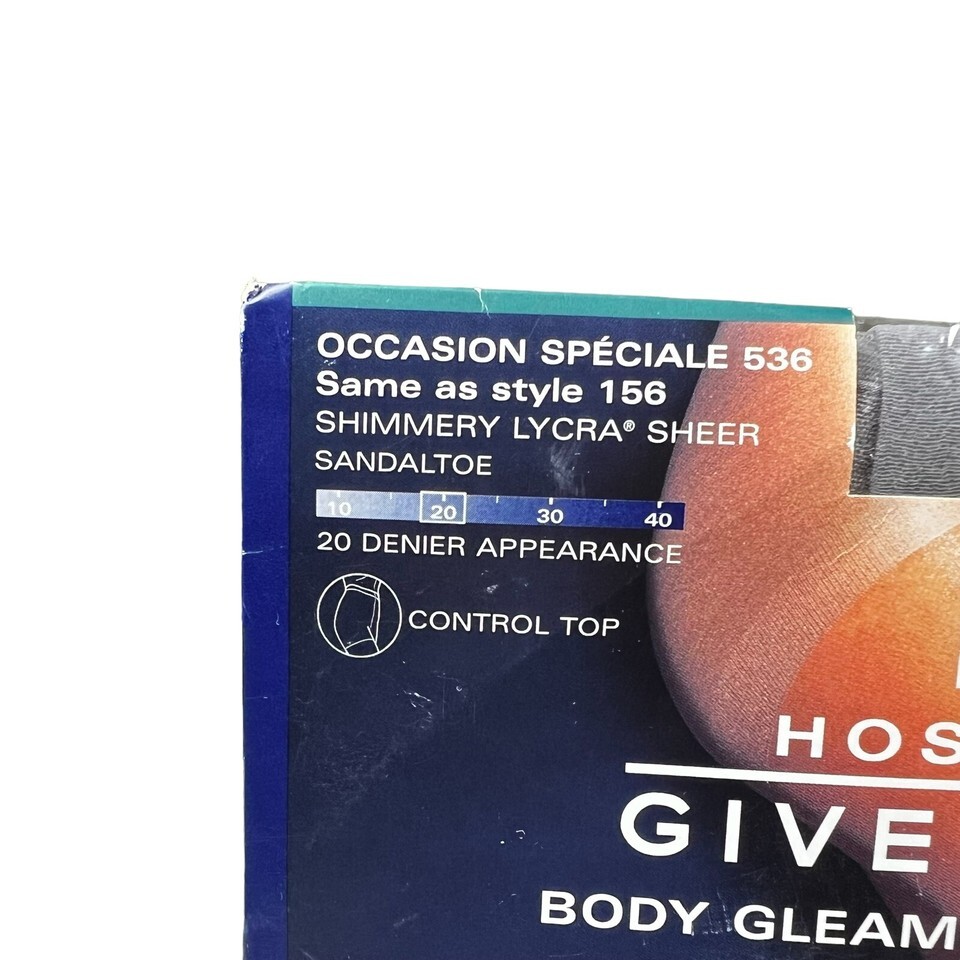 OCCASION SPÉCIALE 536
Same as style 156
SHIMMERY LYCRA® SHEER
SANDALTOE
10 20 30 40
20 DENIER APPEARANCE
CONTROL TOP
HOS
GIVE
BODY GLEAM